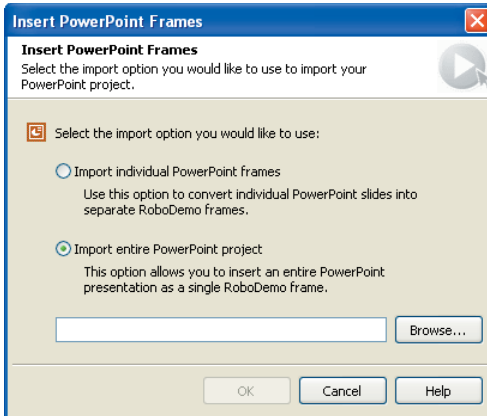 Insert PowerPoint Frames
Insert PowerPoint Frames
Select the import option you would like to use to import your
PowerPoint project.
Select the import option you would like to use:
Import individual PowerPoint frames
Use this option to convert individual PowerPoint slides into
separate RoboDemo frames.
Import entire PowerPoint project
This option allows you to insert an entire PowerPoint
presentation as a single RoboDemo frame.
Browse...
OK Cancel Help